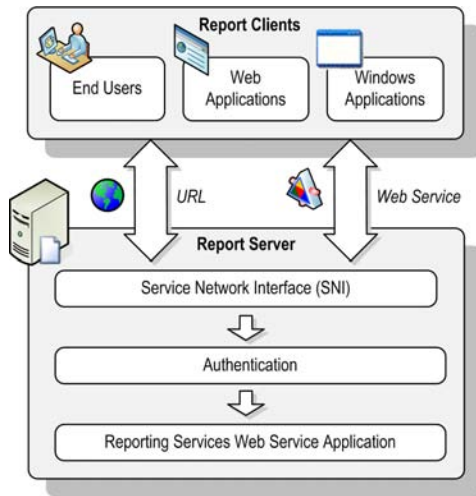 Report Clients
End Users
Web
Applications
Windows
Applications
URL
Web Service
Report Server
Service Network Interface (SNI)
Authentication
Reporting Services Web Service Application